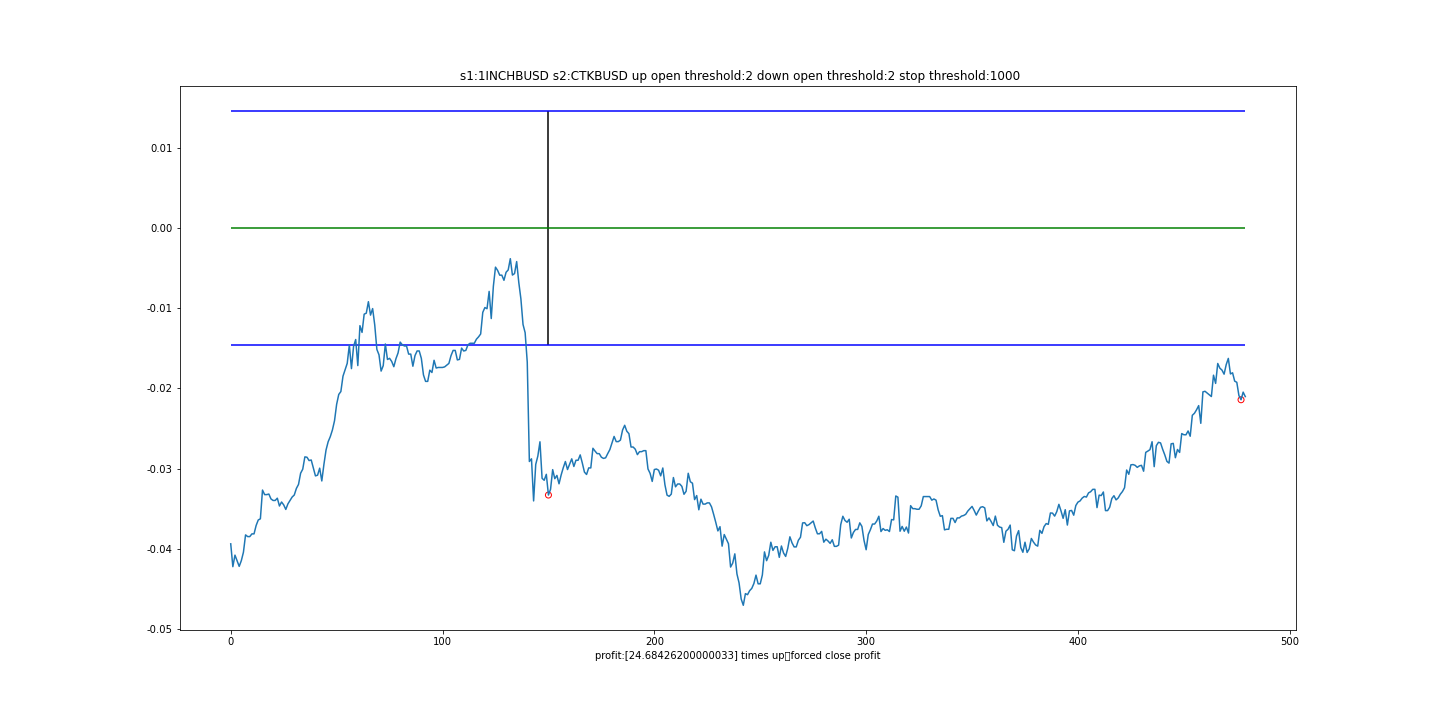 s1:1INCHBUSD s2:CTKBUSD up open threshold:2 down open threshold:2 stop threshold:1000
0.01
0.00
-0.01
-0.02
-0.03
-0.04
-0.05
0 100 200 300 400 500
profit:[24.68426200000033] times up▯forced close profit